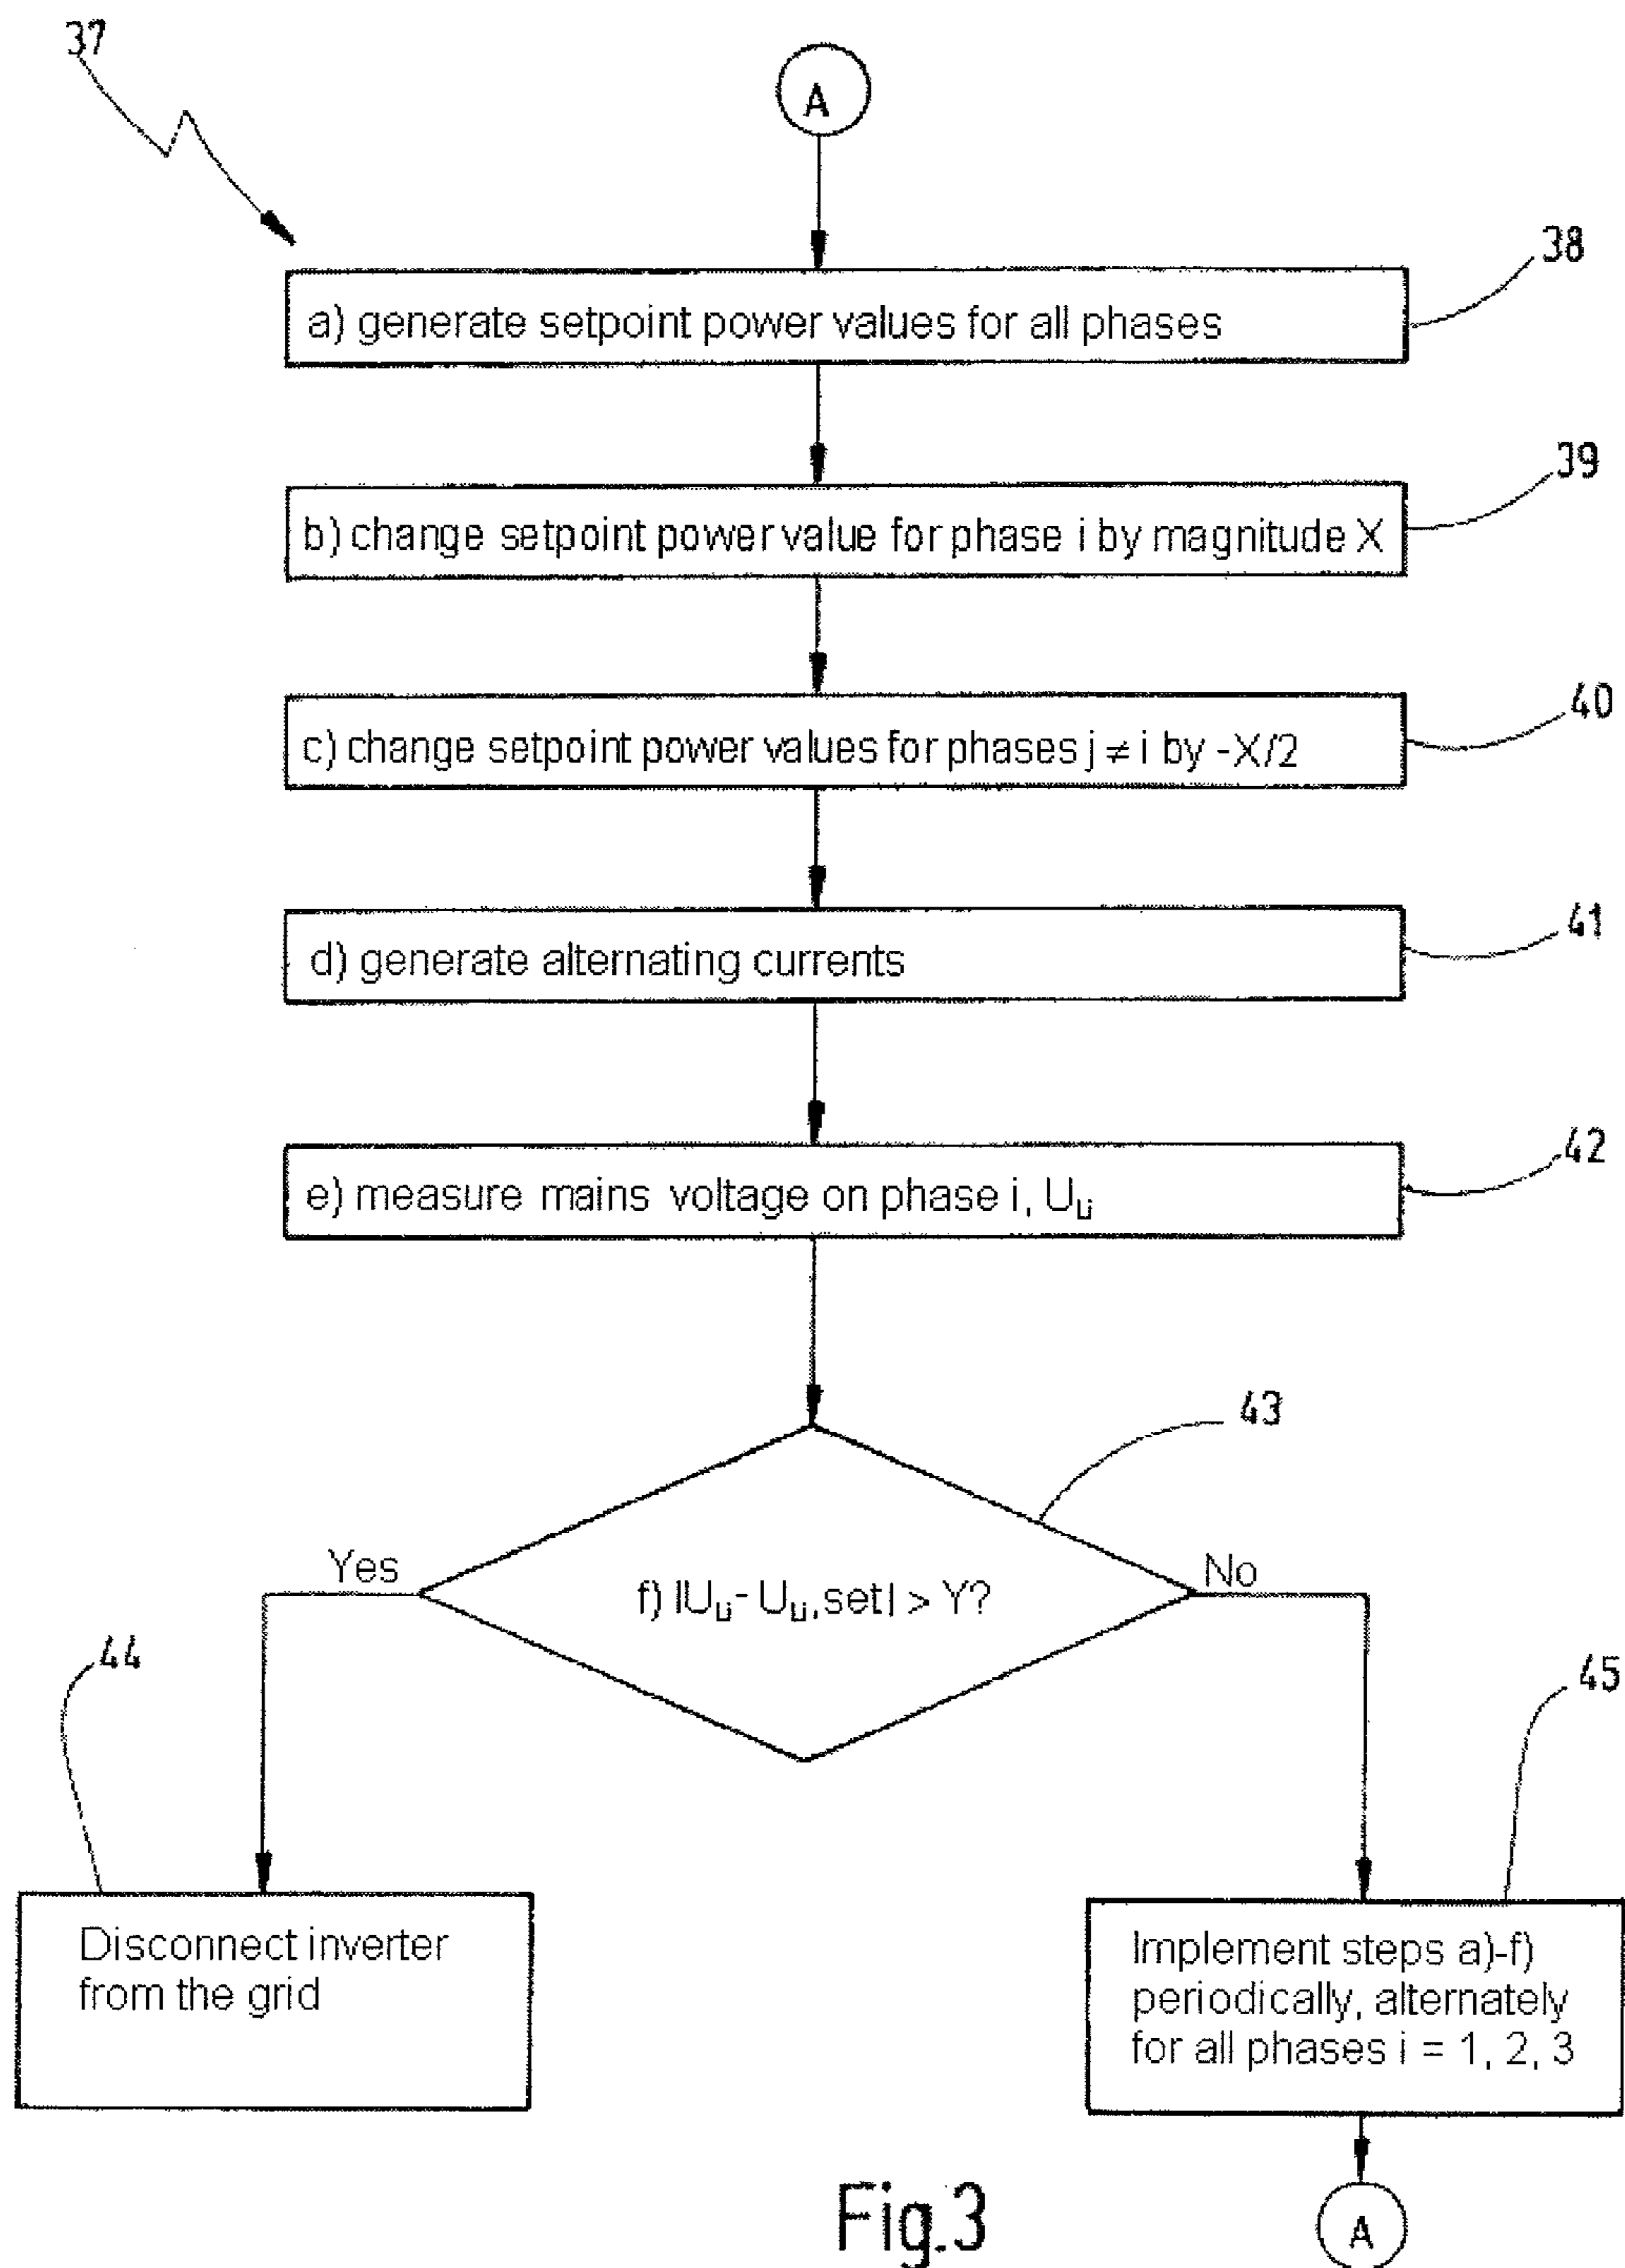 37
A
38
a) generate setpoint power values for all phases
39
b) change setpoint power value for phase i by magnitude X
40
c) change setpoint power values for phases j ≠ i by -X/2
41
d) generate alternating currents
42
e) measure mains voltage on phase i, U_Li
43
Yes
No
f) |U_Li - U_Li,set| > Y?
44
45
Disconnect inverter
from the grid
Implement steps a)-f)
periodically, alternately
for all phases i = 1, 2, 3
Fig.3
A